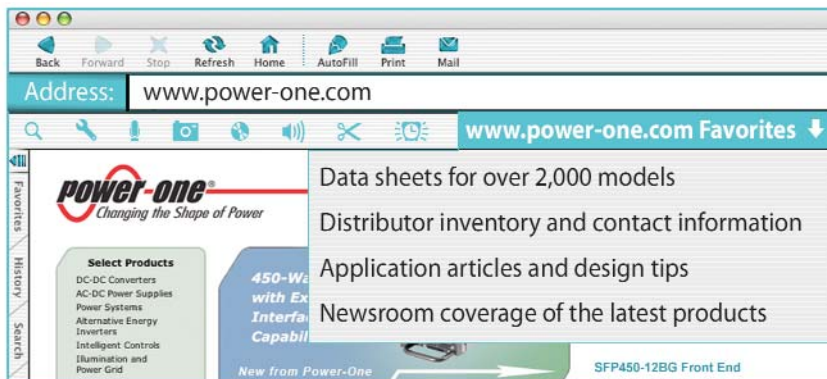 Back Forward Stop Refresh Home AutoFill Print Mail
Address: www.power-one.com
www.power-one.com Favorites
Favorites
History
Search
power-one®
Changing the Shape of Power
Data sheets for over 2,000 models
Distributor inventory and contact information
Application articles and design tips
Newsroom coverage of the latest products
Select Products
DC-DC Converters
AC-DC Power Supplies
Power Systems
Alternative Energy
Inverters
Intelligent Controls
Illumination and
Power Grid
450-
with
New from Power-One
SFP450-12BG Front End